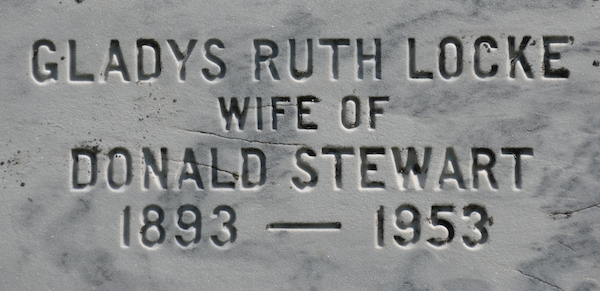 GLADYS RUTH LOCKE
WIFE OF
DONALD STEWART
1893 — 1953